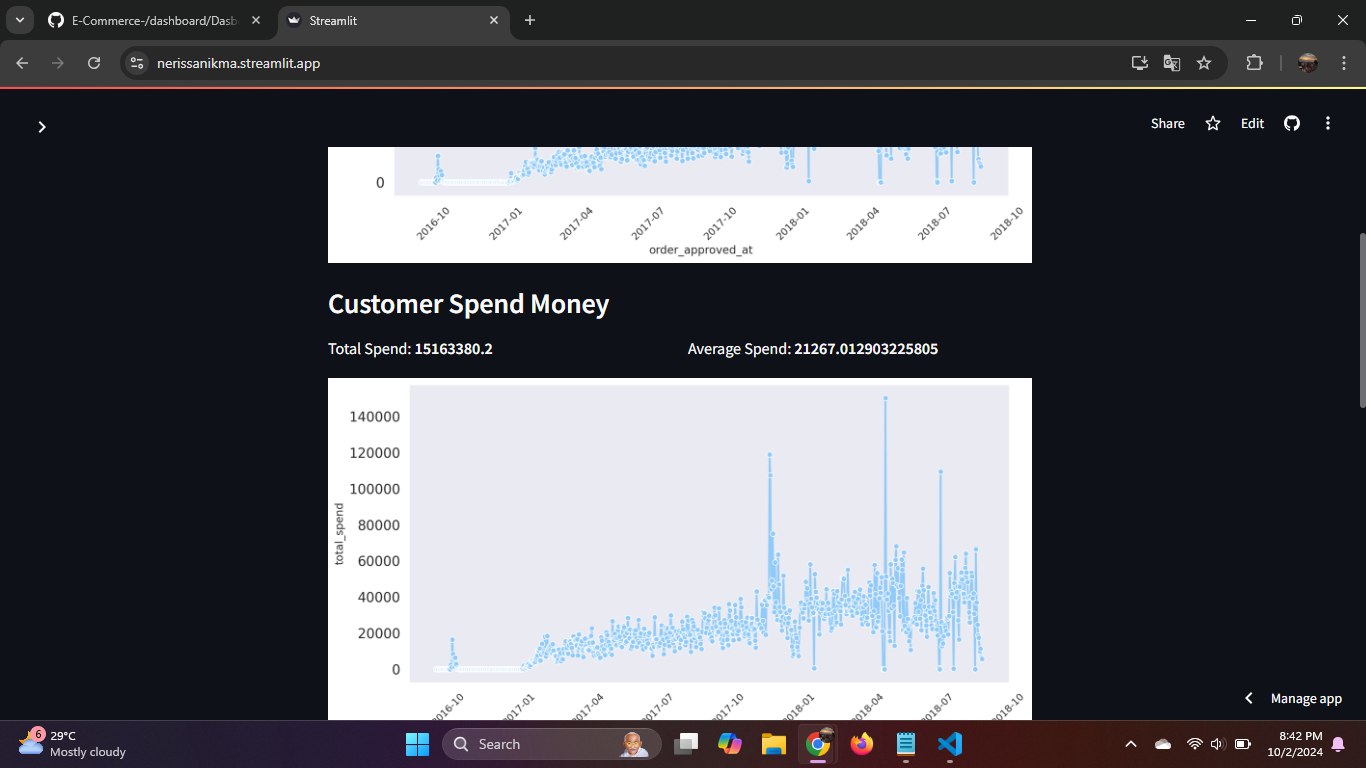 E-Commerce-/dashboard/Dasb
Streamlit
nerissanikma.streamlit.app
Share
Edit
0
2016-10 2017-01 2017-04 2017-07 2017-10 2018-01 2018-04 2018-07 2018-10
order_approved_at
Customer Spend Money
Total Spend: 15163380.2
Average Spend: 21267.012903225805
140000
120000
100000
80000
60000
40000
20000
0
total_spend
2016-10 2017-01 2017-04 2017-07 2017-10 2018-01 2018-04 2018-07 2018-10
Manage app
6
29°C
Mostly cloudy
Search
8:42 PM
10/2/2024